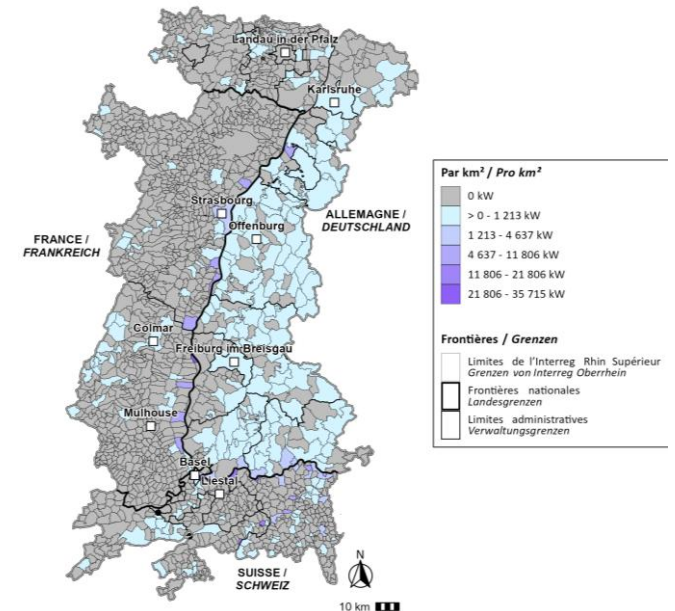 Landau in der Pfalz
Karlsruhe
Strasbourg
Offenburg
ALLEMAGNE /
DEUTSCHLAND
FRANCE /
FRANKREICH
Colmar
Freiburg im Breisgau
Mulhouse
Basel
Liestal
SUISSE /
SCHWEIZ
N
10 km
Par km² / Pro km²
0 kW
> 0 - 1 213 kW
1 213 - 4 637 kW
4 637 - 11 806 kW
11 806 - 21 806 kW
21 806 - 35 715 kW
Frontières / Grenzen
Limites de l'Interreg Rhin Supérieur
Grenzen von Interreg Oberrhein
Frontières nationales
Landesgrenzen
Limites administratives
Verwaltungsgrenzen